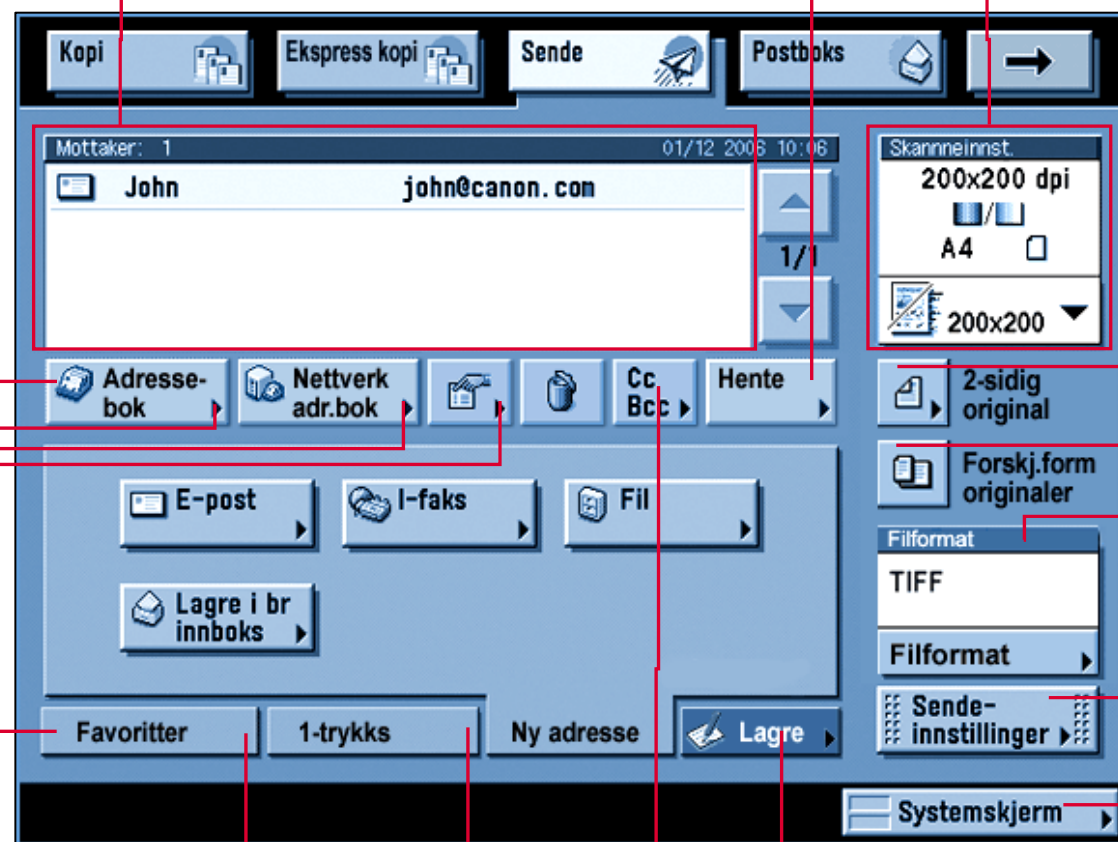 Kopi
Ekspress kopi
Sende
Postboks
Mottaker: 1 01/12 2006 10:06
John john@canon.com
1/1
Skannneinnst.
200x200 dpi
A4
200x200
Adresse-
bok
Nettverk
adr.bok
Cc
Bcc
Hente
2-sidig
original
Forskj.form
originaler
E-post
I-faks
Fil
Lagre i br
innboks
Filformat
TIFF
Filformat
Sende-
innstillinger
Favoritter
1-trykks
Ny adresse
Lagre
Systemskjerm